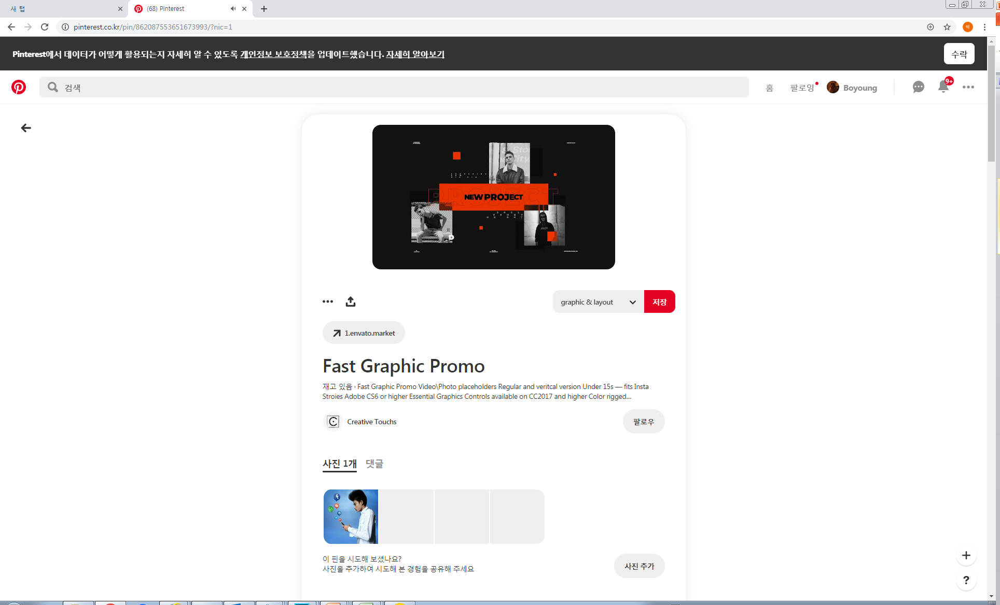 새 탭
(68) Pinterest
pinterest.co.kr/pin/862087553651673993/?nic=1
박
Pinterest에서 데이터가 어떻게 활용되는지 자세히 알 수 있도록 개인정보 보호정책을 업데이트했습니다. 자세히 알아보기
수락
검색
홈
팔로잉
Boyoung
9+
NEW PROJECT
graphic & layout
저장
1.envato.market
Fast Graphic Promo
재고 있음 · Fast Graphic Promo Video\Photo placeholders Regular and veritcal version Under 15s — fits Insta
Stroies Adobe CS6 or higher Essential Graphics Controls available on CC2017 and higher Color rigged...
Creative Touchs
팔로우
사진 1개 댓글
이 핀을 시도해 보셨나요?
사진을 추가하여 시도해 본 경험을 공유해 주세요
사진 추가